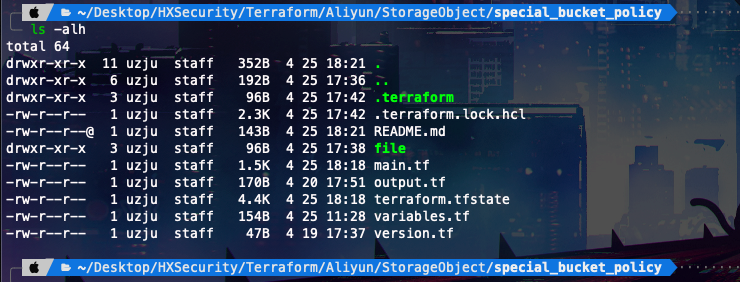 ~/Desktop/HXSecurity/Terraform/Aliyun/StorageObject/special_bucket_policy
ls -alh
total 64
drwxr-xr-x  11 uzju  staff   352B  4 25 18:21 .
drwxr-xr-x   6 uzju  staff   192B  4 25 17:36 ..
drwxr-xr-x   3 uzju  staff    96B  4 25 17:42 .terraform
-rw-r--r--   1 uzju  staff   2.3K  4 25 17:42 .terraform.lock.hcl
-rw-r--r--@  1 uzju  staff   143B  4 25 18:21 README.md
drwxr-xr-x   3 uzju  staff    96B  4 25 17:38 file
-rw-r--r--   1 uzju  staff   1.5K  4 25 18:18 main.tf
-rw-r--r--   1 uzju  staff   170B  4 20 17:51 output.tf
-rw-r--r--   1 uzju  staff   4.4K  4 25 18:18 terraform.tfstate
-rw-r--r--   1 uzju  staff   154B  4 25 11:28 variables.tf
-rw-r--r--   1 uzju  staff    47B  4 19 17:37 version.tf
~/Desktop/HXSecurity/Terraform/Aliyun/StorageObject/special_bucket_policy